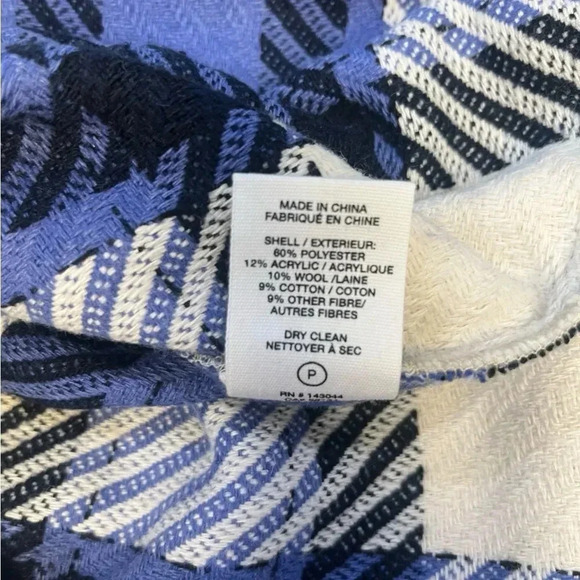 MADE IN CHINA
FABRIQUÉ EN CHINE
SHELL / EXTERIEUR:
60% POLYESTER
12% ACRYLIC / ACRYLIQUE
10% WOOL /LAINE
9% COTTON / COTON
9% OTHER FIBRE/
AUTRES FIBRES
DRY CLEAN
NETTOYER À SEC
P
RN # 143044